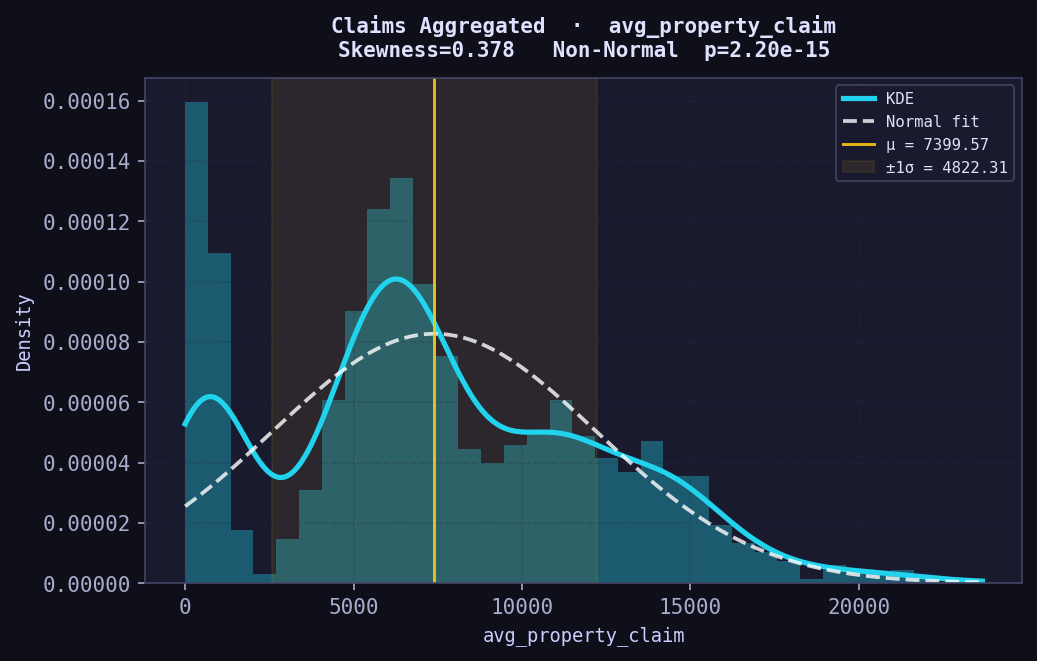 Claims Aggregated  ·  avg_property_claim
Skewness=0.378   Non-Normal  p=2.20e-15
KDE
Normal fit
μ = 7399.57
±1σ = 4822.31
0.00016
0.00014
0.00012
0.00010
0.00008
0.00006
0.00004
0.00002
0.00000
Density
0
5000
10000
15000
20000
avg_property_claim